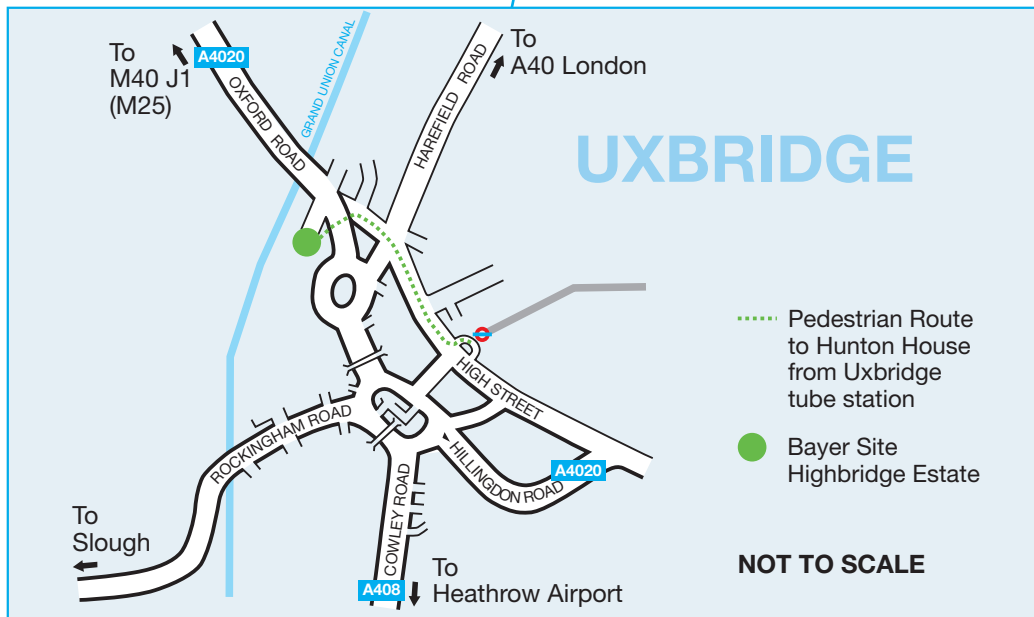 To
M40 J1
(M25)
A4020
OXFORD ROAD
GRAND UNION CANAL
HAREFIELD ROAD
To
A40 London
UXBRIDGE
HIGH STREET
ROCKINGHAM ROAD
HILLINGDON ROAD
A4020
COWLEY ROAD
To
Slough
A408
To
Heathrow Airport
Pedestrian Route
to Hunton House
from Uxbridge
tube station
Bayer Site
Highbridge Estate
NOT TO SCALE